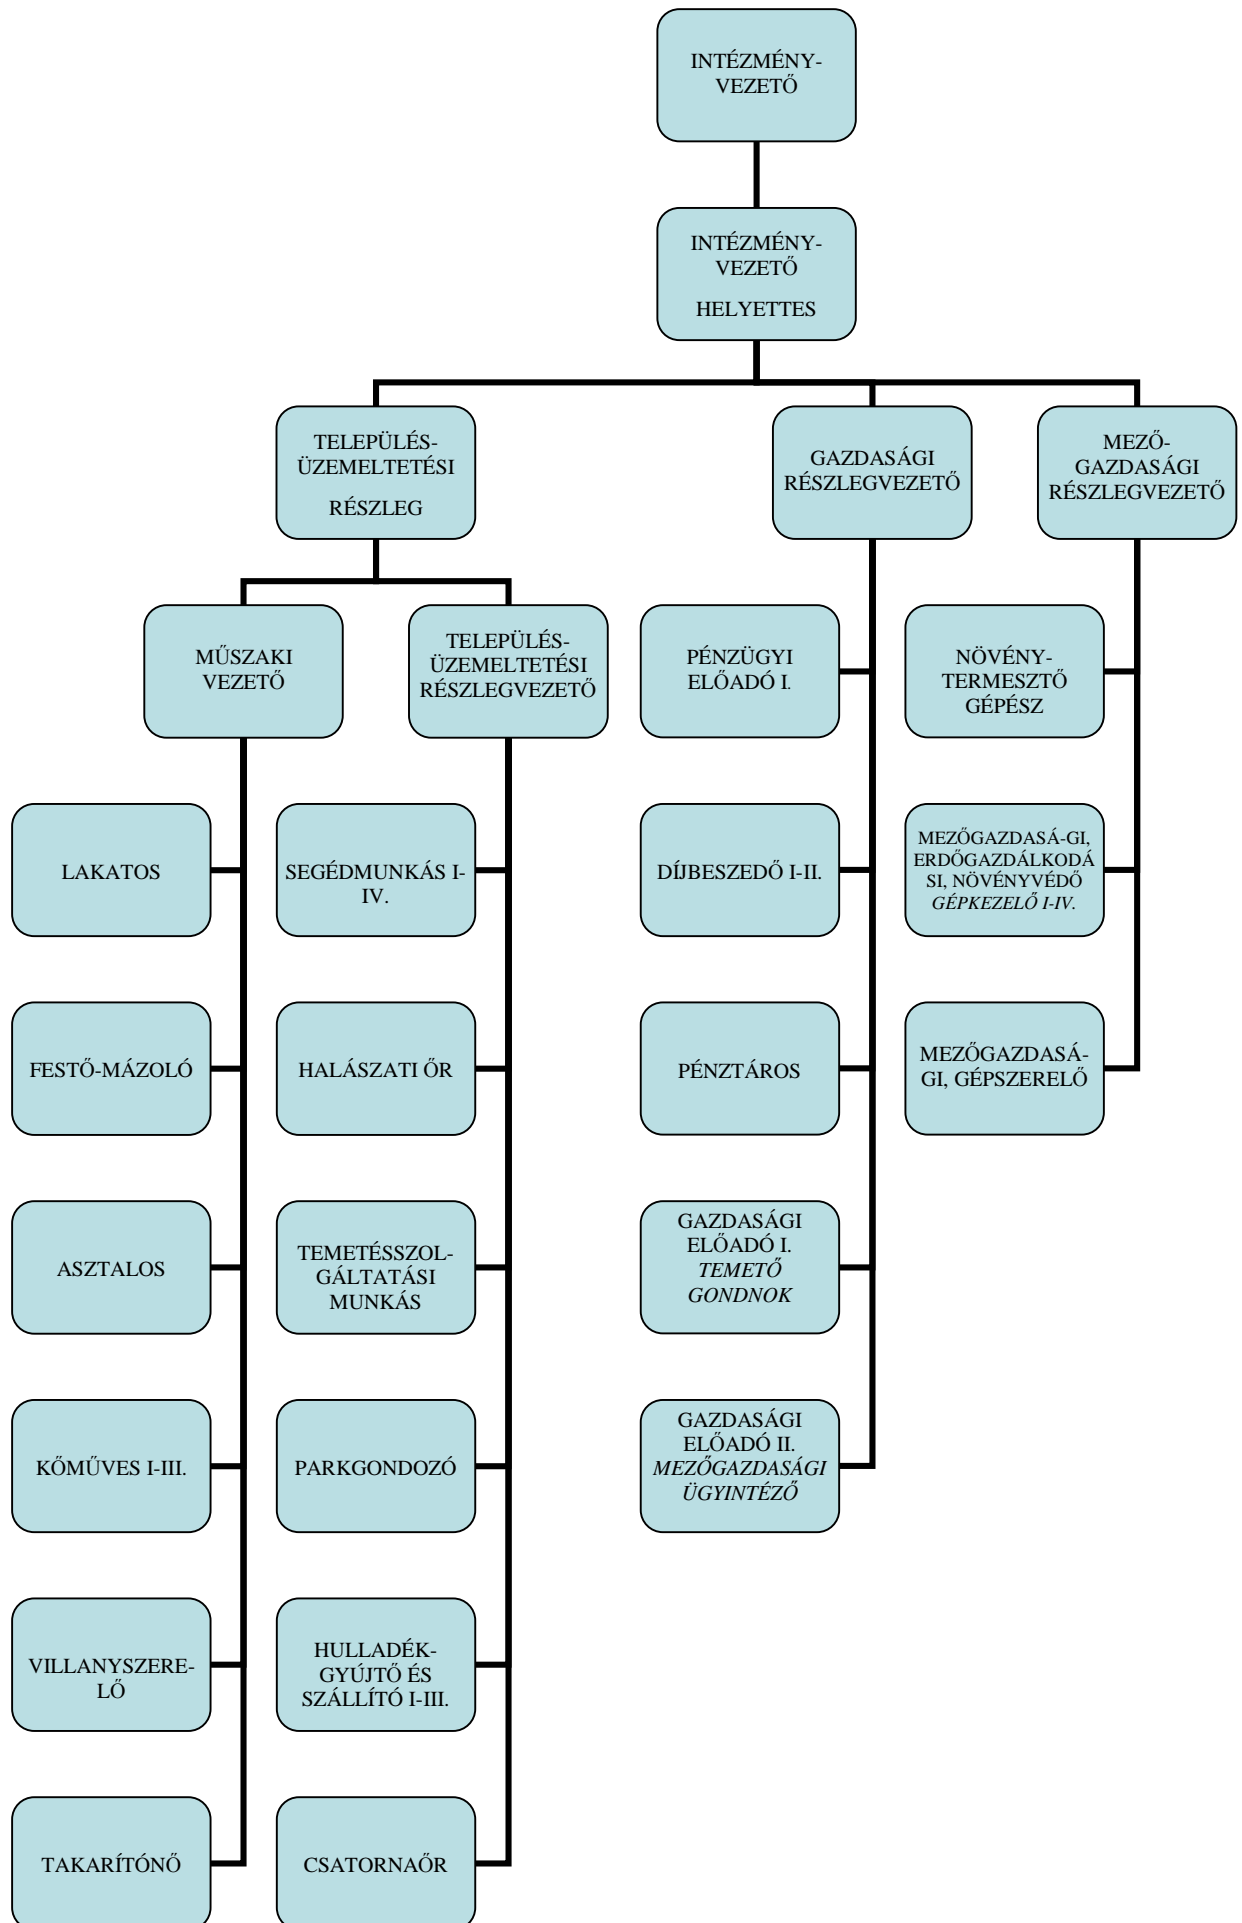 INTÉZMÉNY-
VEZETŐ
INTÉZMÉNY-
VEZETŐ
HELYETTES
TELEPÜLÉS-
ÜZEMELTETÉSI
RÉSZLEG
GAZDASÁGI
RÉSZLEGVEZETŐ
MEZŐ-
GAZDASÁGI
RÉSZLEGVEZETŐ
MŰSZAKI
VEZETŐ
TELEPÜLÉS-
ÜZEMELTETÉSI
RÉSZLEGVEZETŐ
PÉNZÜGYI
ELŐADÓ I.
NÖVÉNY-
TERMESZTŐ
GÉPÉSZ
LAKATOS
SEGÉDMUNKÁS I-
IV.
DÍJBESZEDŐ I-II.
MEZŐGAZDASÁ-GI,
ERDŐGAZDÁLKODÁ
SI, NÖVÉNYVÉDŐ
GÉPKEZELŐ I-IV.
FESTŐ-MÁZOLÓ
HALÁSZATI ŐR
PÉNZTÁROS
MEZŐGAZDASÁ-
GI, GÉPSZERELŐ
ASZTALOS
TEMETÉSSZOL-
GÁLTATÁSI
MUNKÁS
GAZDASÁGI
ELŐADÓ I.
TEMETŐ
GONDNOK
KŐMŰVES I-III.
PARKGONDOZÓ
GAZDASÁGI
ELŐADÓ II.
MEZŐGAZDASÁGI
ÜGYINTÉZŐ
VILLANYSZERE-
LŐ
HULLADÉK-
GYÚJTŐ ÉS
SZÁLLÍTÓ I-III.
TAKARÍTÓNŐ
CSATORNAŐR